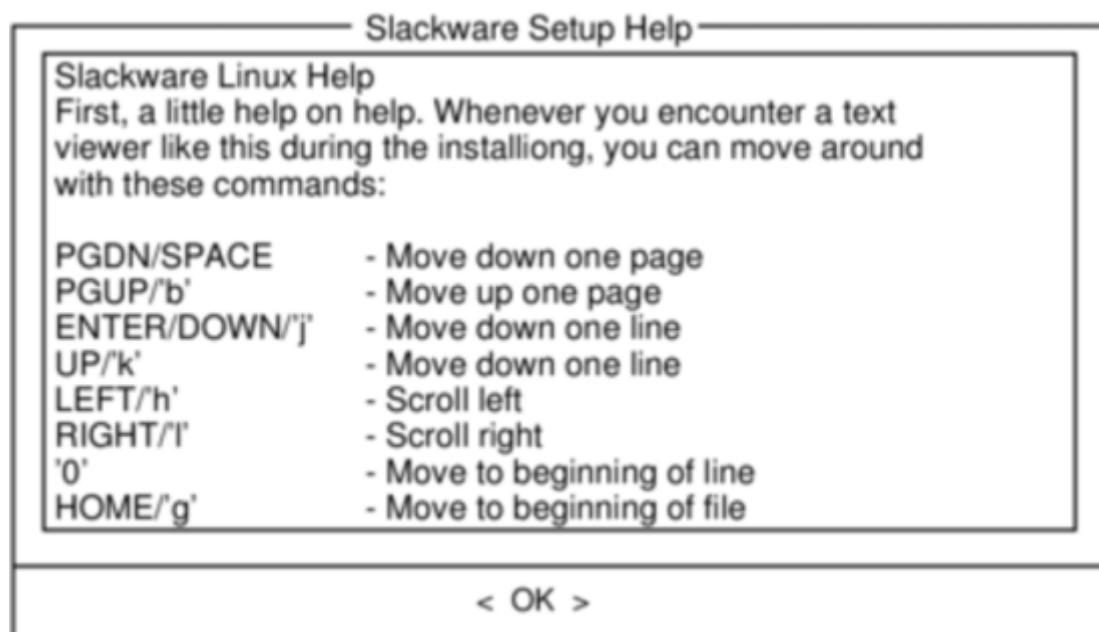 Slackware Setup Help
Slackware Linux Help
First, a little help on help. Whenever you encounter a text
viewer like this during the installiong, you can move around
with these commands:
PGDN/SPACE - Move down one page
PGUP/'b' - Move up one page
ENTER/DOWN/'j' - Move down one line
UP/'k' - Move down one line
LEFT/'h' - Scroll left
RIGHT/'l' - Scroll right
'0' - Move to beginning of line
HOME/'g' - Move to beginning of file
< OK >